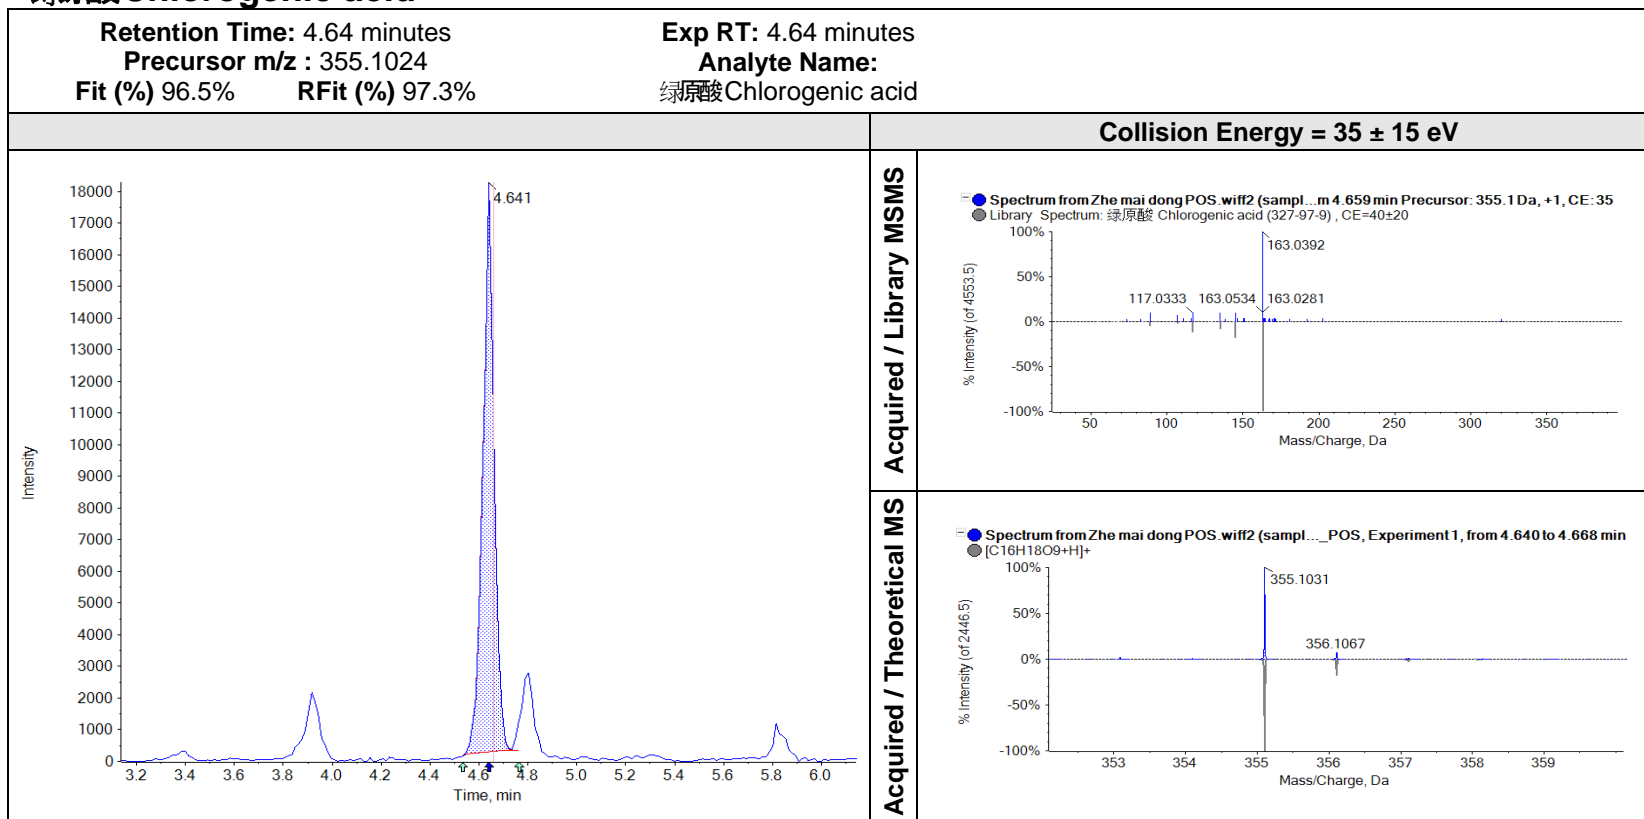 Chlorogenic acid
Retention Time: 4.64 minutes
Exp RT: 4.64 minutes
Precursor m/z : 355.1024
Analyte Name:
Fit (%) 96.5%
RFit (%) 97.3%
绿原酸Chlorogenic acid
Collision Energy = 35 ± 15 eV
Intensity
18000
17000
16000
15000
14000
13000
12000
11000
10000
9000
8000
7000
6000
5000
4000
3000
2000
1000
0
4.641
3.2 3.4 3.6 3.8 4.0 4.2 4.4 4.6 4.8 5.0 5.2 5.4 5.6 5.8 6.0
Time, min
Acquired / Library MSMS
Spectrum from Zhe mai dong POS.wiff2 (sampl...m 4.659 min Precursor: 355.1 Da, +1, CE: 35
Library Spectrum: 绿原酸 Chlorogenic acid (327-97-9) , CE=40±20
% Intensity (of 4553.5)
100%
50%
0%
-50%
-100%
163.0392
117.0333 163.0534 163.0281
50 100 150 200 250 300 350
Mass/Charge, Da
Acquired / Theoretical MS
Spectrum from Zhe mai dong POS.wiff2 (sampl..._POS, Experiment 1, from 4.640 to 4.668 min
[C16H18O9+H]+
% Intensity (of 2446.5)
100%
50%
0%
-50%
-100%
355.1031
356.1067
353 354 355 356 357 358 359
Mass/Charge, Da